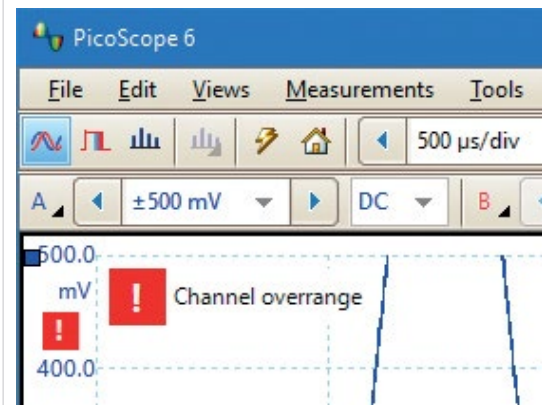 PicoScope 6
File Edit Views Measurements Tools
500 µs/div
A ±500 mV DC B
500.0
mV
! Channel overrange
!
400.0